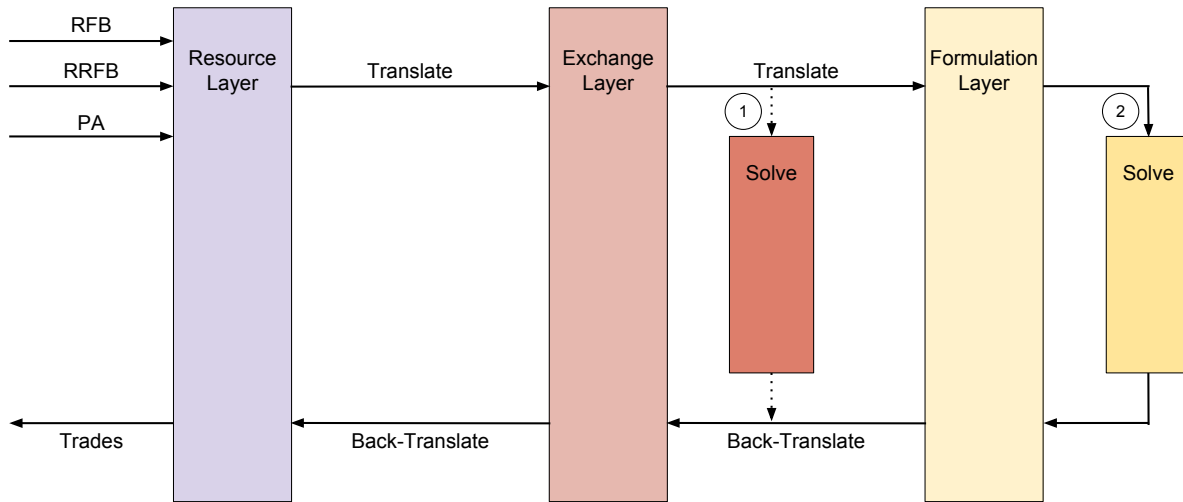 RFB
RRFB
PA
Resource
Layer
Translate
Exchange
Layer
Translate
1
Solve
Formulation
Layer
2
Solve
Trades
Back-Translate
Back-Translate